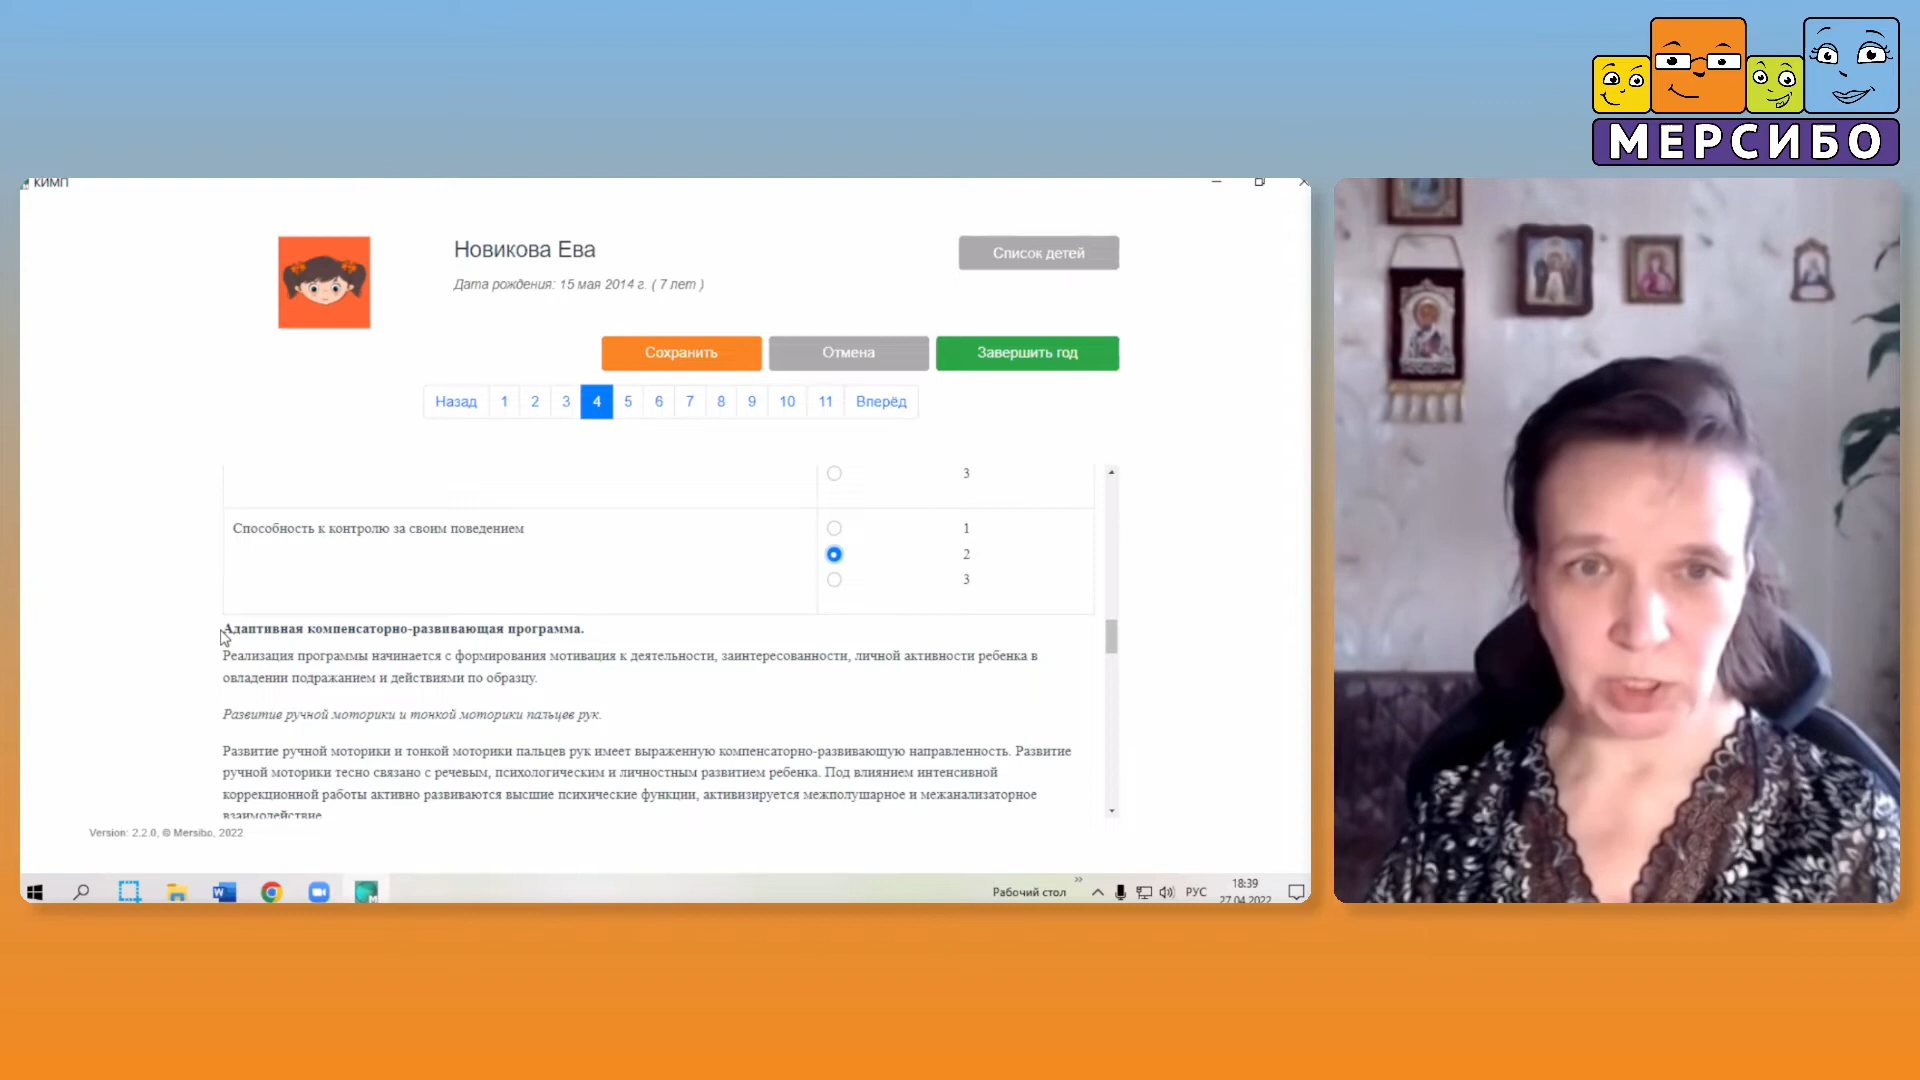 МЕРСИБО
КИМП
Новикова Ева
Список детей
Дата рождения: 15 мая 2014 г. ( 7 лет )
Сохранить
Отмена
Завершить год
Назад 1 2 3 4 5 6 7 8 9 10 11 Вперёд
3
Способность к контролю за своим поведением
1
2
3
Адаптивная компенсаторно-развивающая программа.
Реализация программы начинается с формирования мотивация к деятельности, заинтересованности, личной активности ребенка в
овладении подражанием и действиями по образцу.
Развитие ручной моторики и тонкой моторики пальцев рук.
Развитие ручной моторики и тонкой моторики пальцев рук имеет выраженную компенсаторно-развивающую направленность. Развитие
ручной моторики тесно связано с речевым, психологическим и личностным развитием ребенка. Под влиянием интенсивной
коррекционной работы активно развиваются высшие психические функции, активизируется межполушарное и межанализаторное
взаимодействие
Version: 2.2.0, © Mersibo, 2022
Рабочий стол
РУС
18:39
27.04.2022